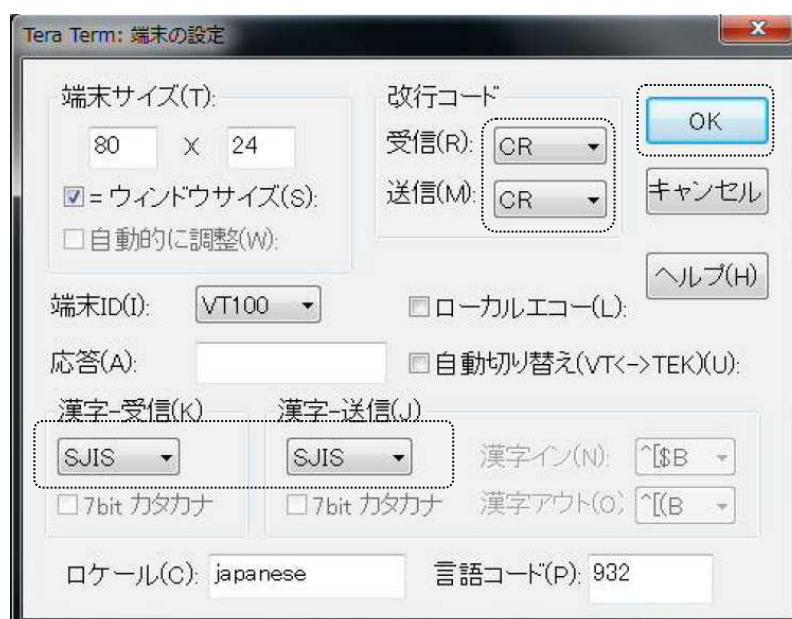 Tera Term: 端末の設定
端末サイズ(T):
80 X 24
= ウィンドウサイズ(S):
自動的に調整(W):
改行コード
受信(R): CR
送信(M): CR
OK
キャンセル
ヘルプ(H)
端末ID(I): VT100
ローカルエコー(L):
応答(A):
自動切り替え(VT<->TEK)(U):
漢字-受信(K)
SJIS
7bit カタカナ
漢字-送信(J)
SJIS
7bit カタカナ
漢字イン(N): ^[$B
漢字アウト(O) ^[(B
ロケール(C): japanese
言語コード(P): 932